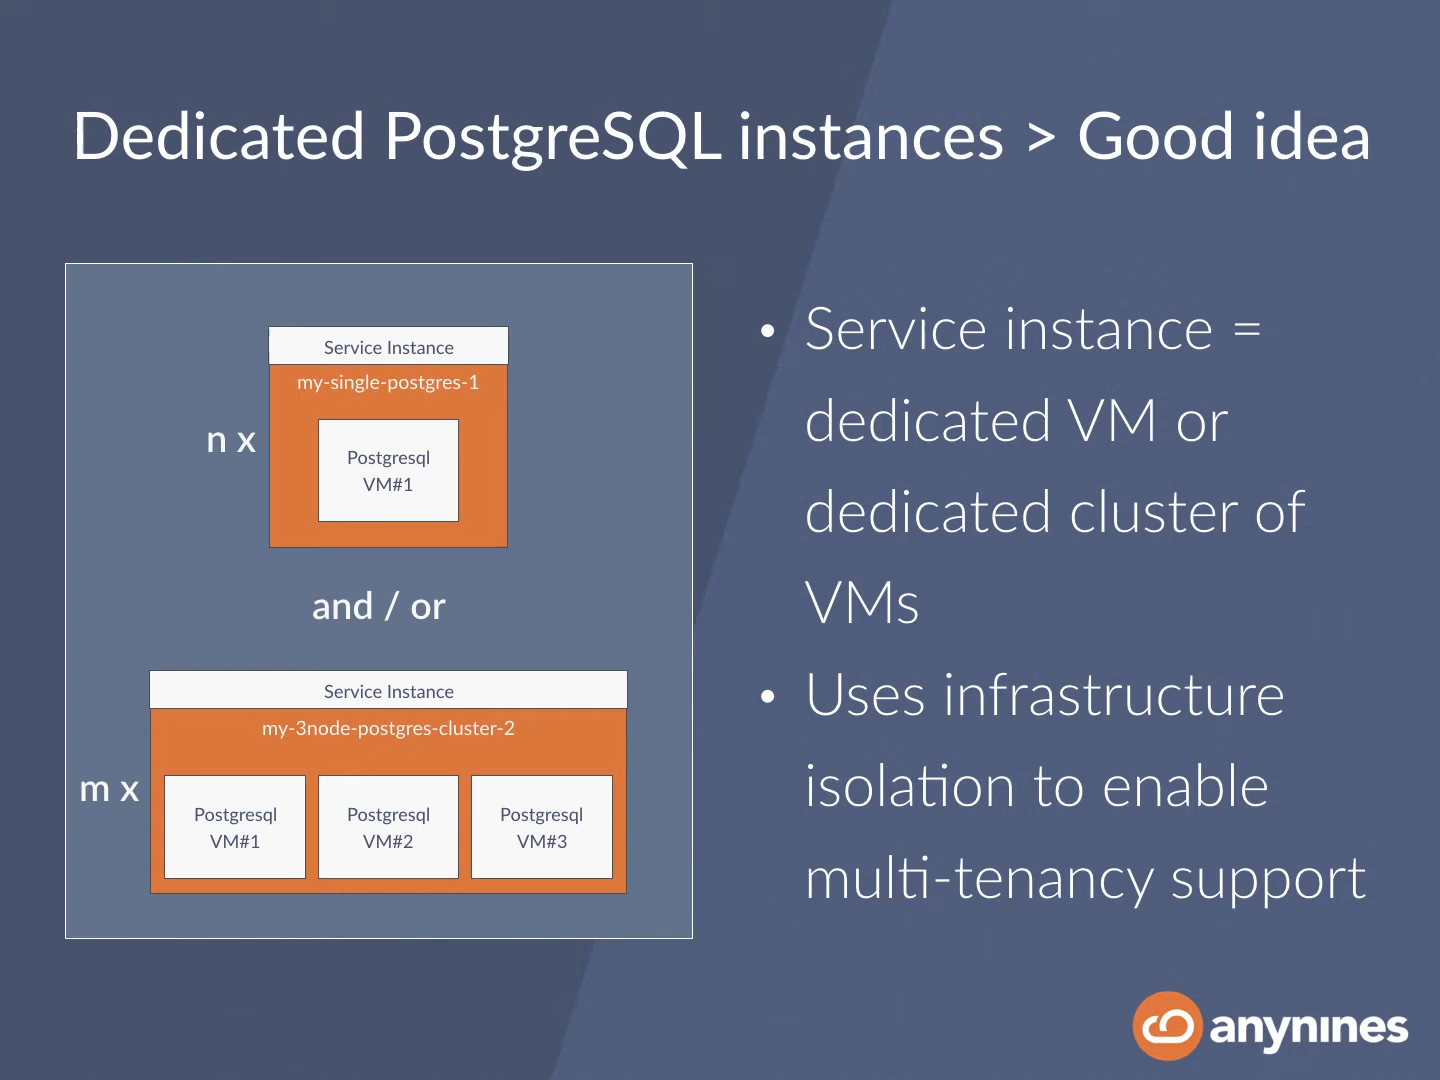 Dedicated PostgreSQL instances > Good idea
Service Instance
my-single-postgres-1
n x
Postgresql
VM#1
and / or
Service Instance
my-3node-postgres-cluster-2
m x
Postgresql
VM#1
Postgresql
VM#2
Postgresql
VM#3
• Service instance =
dedicated VM or
dedicated cluster of
VMs
• Uses infrastructure
isolation to enable
multi-tenancy support
anynines